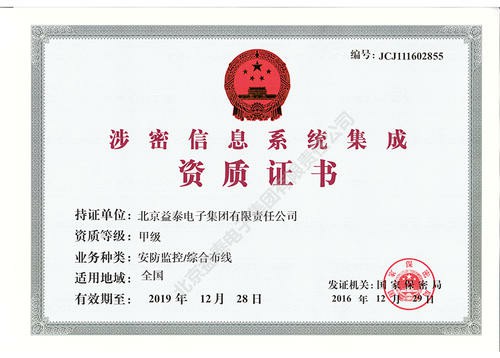 编号: JCJ111602855
涉密信息系统集成
资质证书
持证单位: 北京益泰电子集团有限责任公司
资质等级: 甲级
业务种类: 安防监控/综合布线
适用地域: 全国
有效期至: 2019 年 12 月 28 日
发证机关: 国家保密局
2016 年 12 月 29 日
国家保密局
北京益泰电子集团有限责任公司